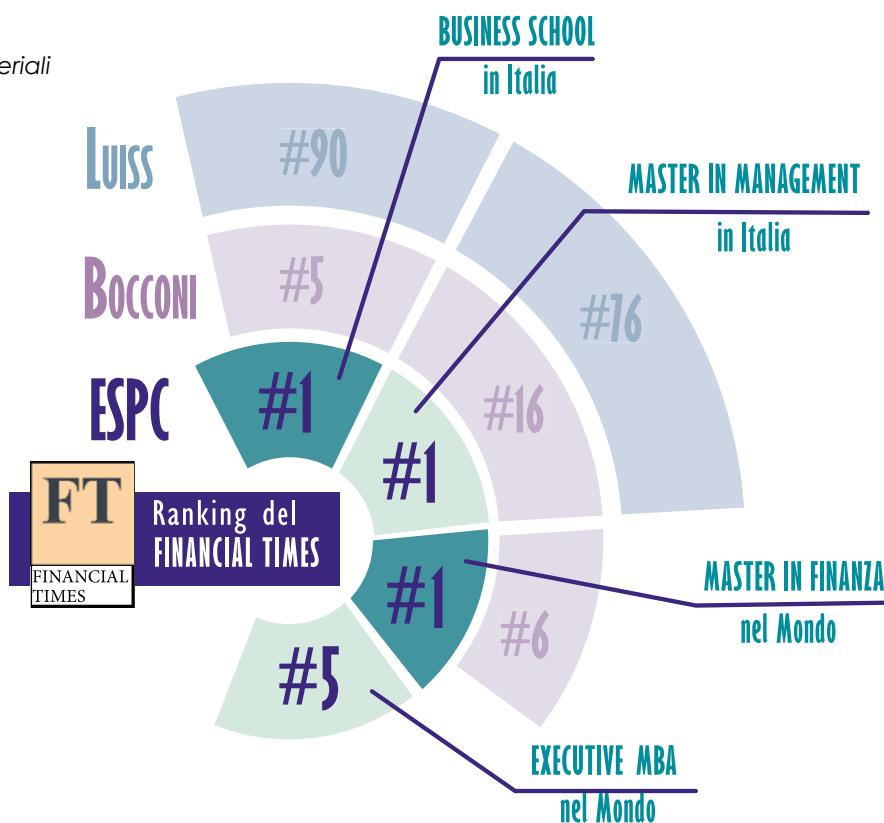 BUSINESS SCHOOL
in Italia
eriali
LUISS
#90
MASTER IN MANAGEMENT
in Italia
BOCCONI
#5
#76
ESPC
#1
#16
#1
FT
FINANCIAL
TIMES
Ranking del
FINANCIAL TIMES
#1
#6
MASTER IN FINANZA
nel Mondo
#5
EXECUTIVE MBA
nel Mondo